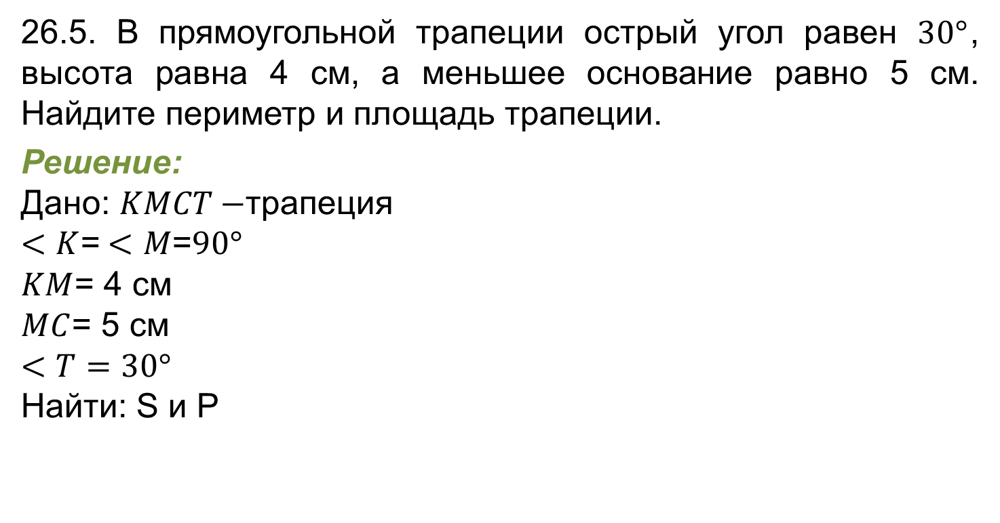 26.5. В прямоугольной трапеции острый угол равен 30°,
высота равна 4 см, а меньшее основание равно 5 см.
Найдите периметр и площадь трапеции.
Решение:
Дано: KMCT −трапеция
< K= < M=90°
KM= 4 см
MC= 5 см
< T = 30°
Найти: S и P